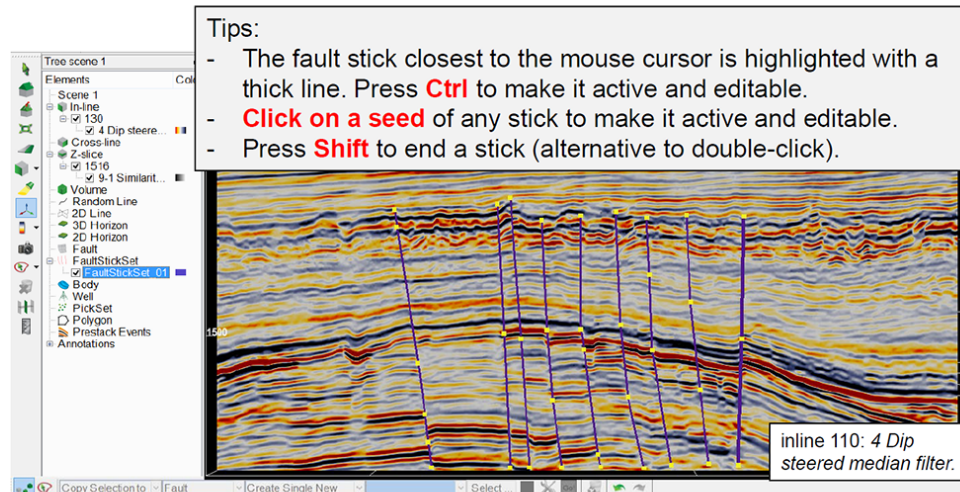 Tips:
- The fault stick closest to the mouse cursor is highlighted with a
thick line. Press Ctrl to make it active and editable.
- Click on a seed of any stick to make it active and editable.
- Press Shift to end a stick (alternative to double-click).
Tree scene 1
Elements
Colo
Scene 1
In-line
130
4 Dip steere...
Cross-line
Z-slice
1516
9-1 Similarit...
Volume
Random Line
2D Line
3D Horizon
2D Horizon
Fault
FaultStickSet
FaultStickSet_01
Body
Well
PickSet
Polygon
Prestack Events
Annotations
1500
inline 110: 4 Dip
steered median filter.
Copy Selection to
Fault
Create Single New
Select ...